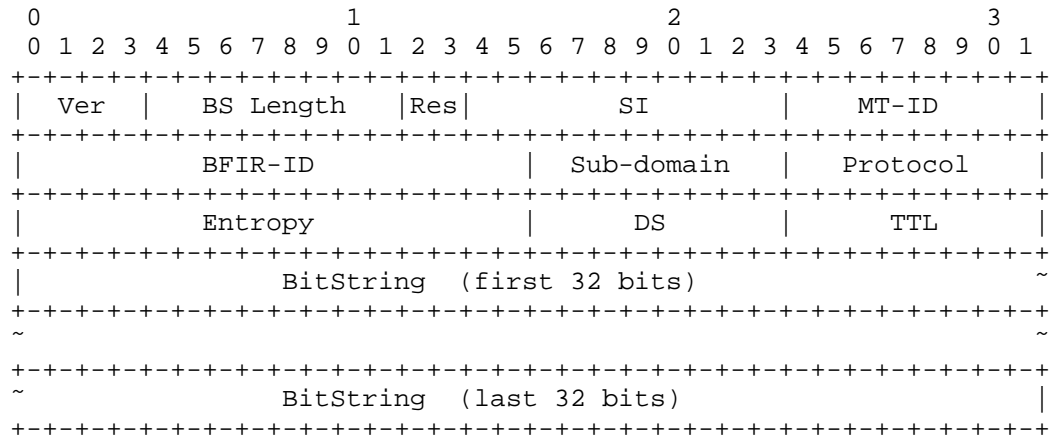 0                   1                   2                   3
 0 1 2 3 4 5 6 7 8 9 0 1 2 3 4 5 6 7 8 9 0 1 2 3 4 5 6 7 8 9 0 1
+-+-+-+-+-+-+-+-+-+-+-+-+-+-+-+-+-+-+-+-+-+-+-+-+-+-+-+-+-+-+-+-+
|  Ver  |   BS Length   |Res|        SI         |     MT-ID     |
+-+-+-+-+-+-+-+-+-+-+-+-+-+-+-+-+-+-+-+-+-+-+-+-+-+-+-+-+-+-+-+-+
|           BFIR-ID             |  Sub-domain   |   Protocol    |
+-+-+-+-+-+-+-+-+-+-+-+-+-+-+-+-+-+-+-+-+-+-+-+-+-+-+-+-+-+-+-+-+
|           Entropy             |      DS       |      TTL      |
+-+-+-+-+-+-+-+-+-+-+-+-+-+-+-+-+-+-+-+-+-+-+-+-+-+-+-+-+-+-+-+-+
|                BitString  (first 32 bits)                     ~
+-+-+-+-+-+-+-+-+-+-+-+-+-+-+-+-+-+-+-+-+-+-+-+-+-+-+-+-+-+-+-+-+
~                                                               ~
+-+-+-+-+-+-+-+-+-+-+-+-+-+-+-+-+-+-+-+-+-+-+-+-+-+-+-+-+-+-+-+-+
~                BitString  (last 32 bits)                      |
+-+-+-+-+-+-+-+-+-+-+-+-+-+-+-+-+-+-+-+-+-+-+-+-+-+-+-+-+-+-+-+-+